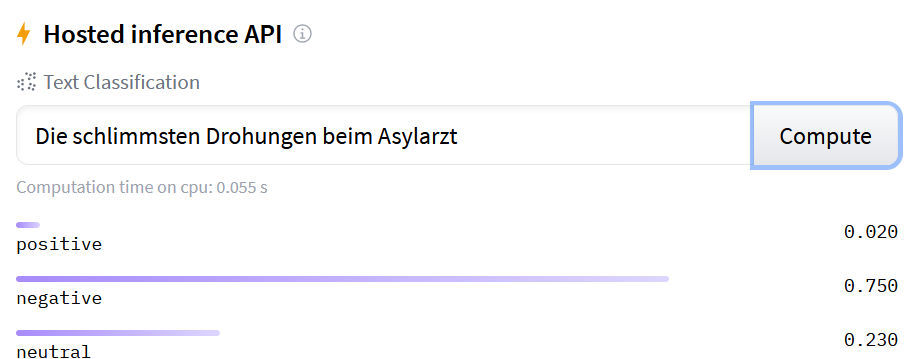 Hosted inference API
Text Classification
Die schlimmsten Drohungen beim Asylarzt
Compute
Computation time on cpu: 0.055 s
positive
0.020
negative
0.750
neutral
0.230